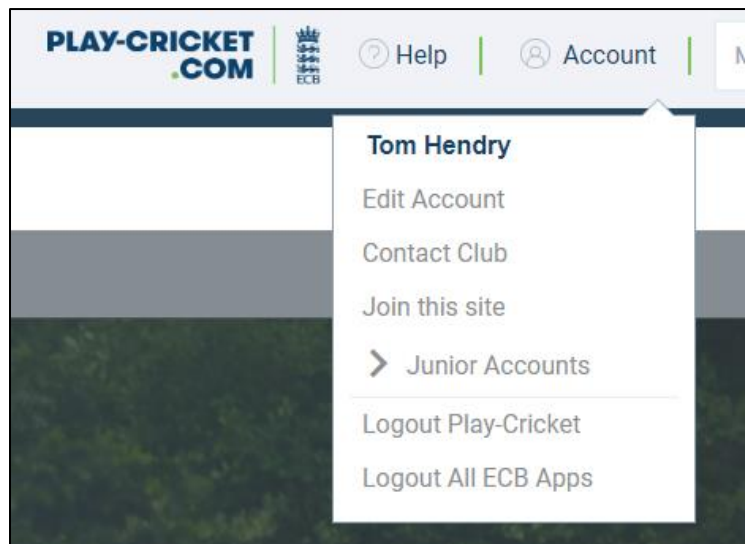 PLAY-CRICKET
.COM
ECB
? Help
Account
M
Tom Hendry
Edit Account
Contact Club
Join this site
Junior Accounts
Logout Play-Cricket
Logout All ECB Apps